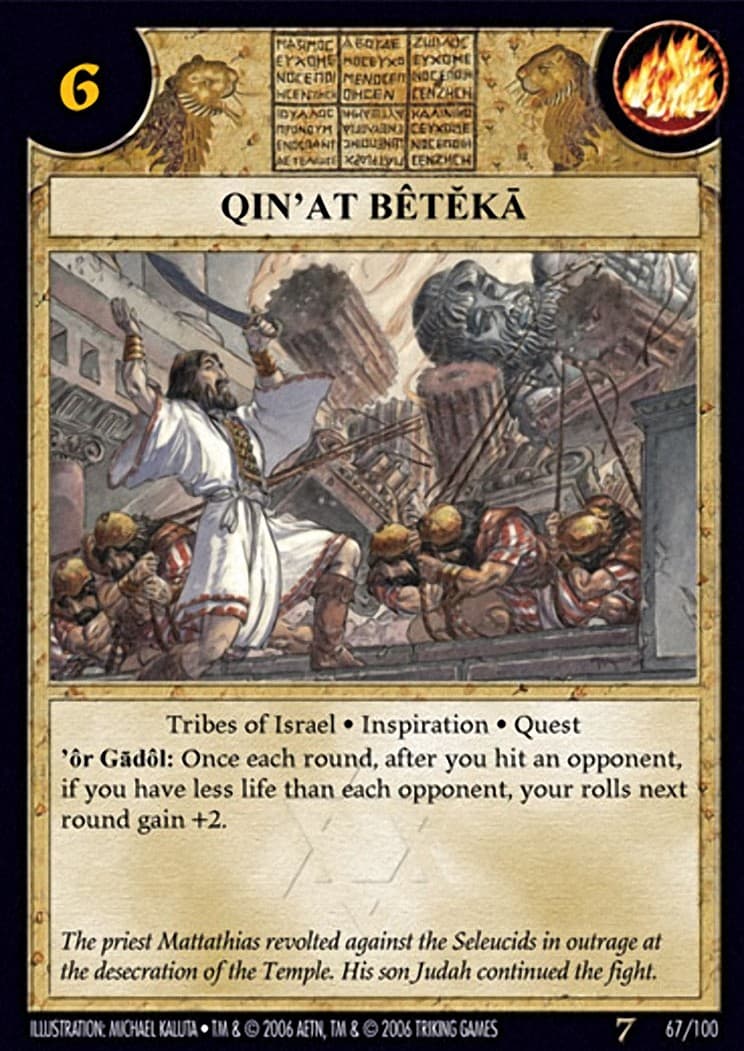 6
QIN’AT BÊTĔKĀ
Tribes of Israel • Inspiration • Quest
’ôr Gādôl: Once each round, after you hit an opponent,
if you have less life than each opponent, your rolls next
round gain +2.
The priest Mattathias revolted against the Seleucids in outrage at
the desecration of the Temple. His son Judah continued the fight.
ILLUSTRATION: MICHAEL KALUTA • TM & © 2006 AETN, TM & © 2006 TRIKING GAMES
7 67/100